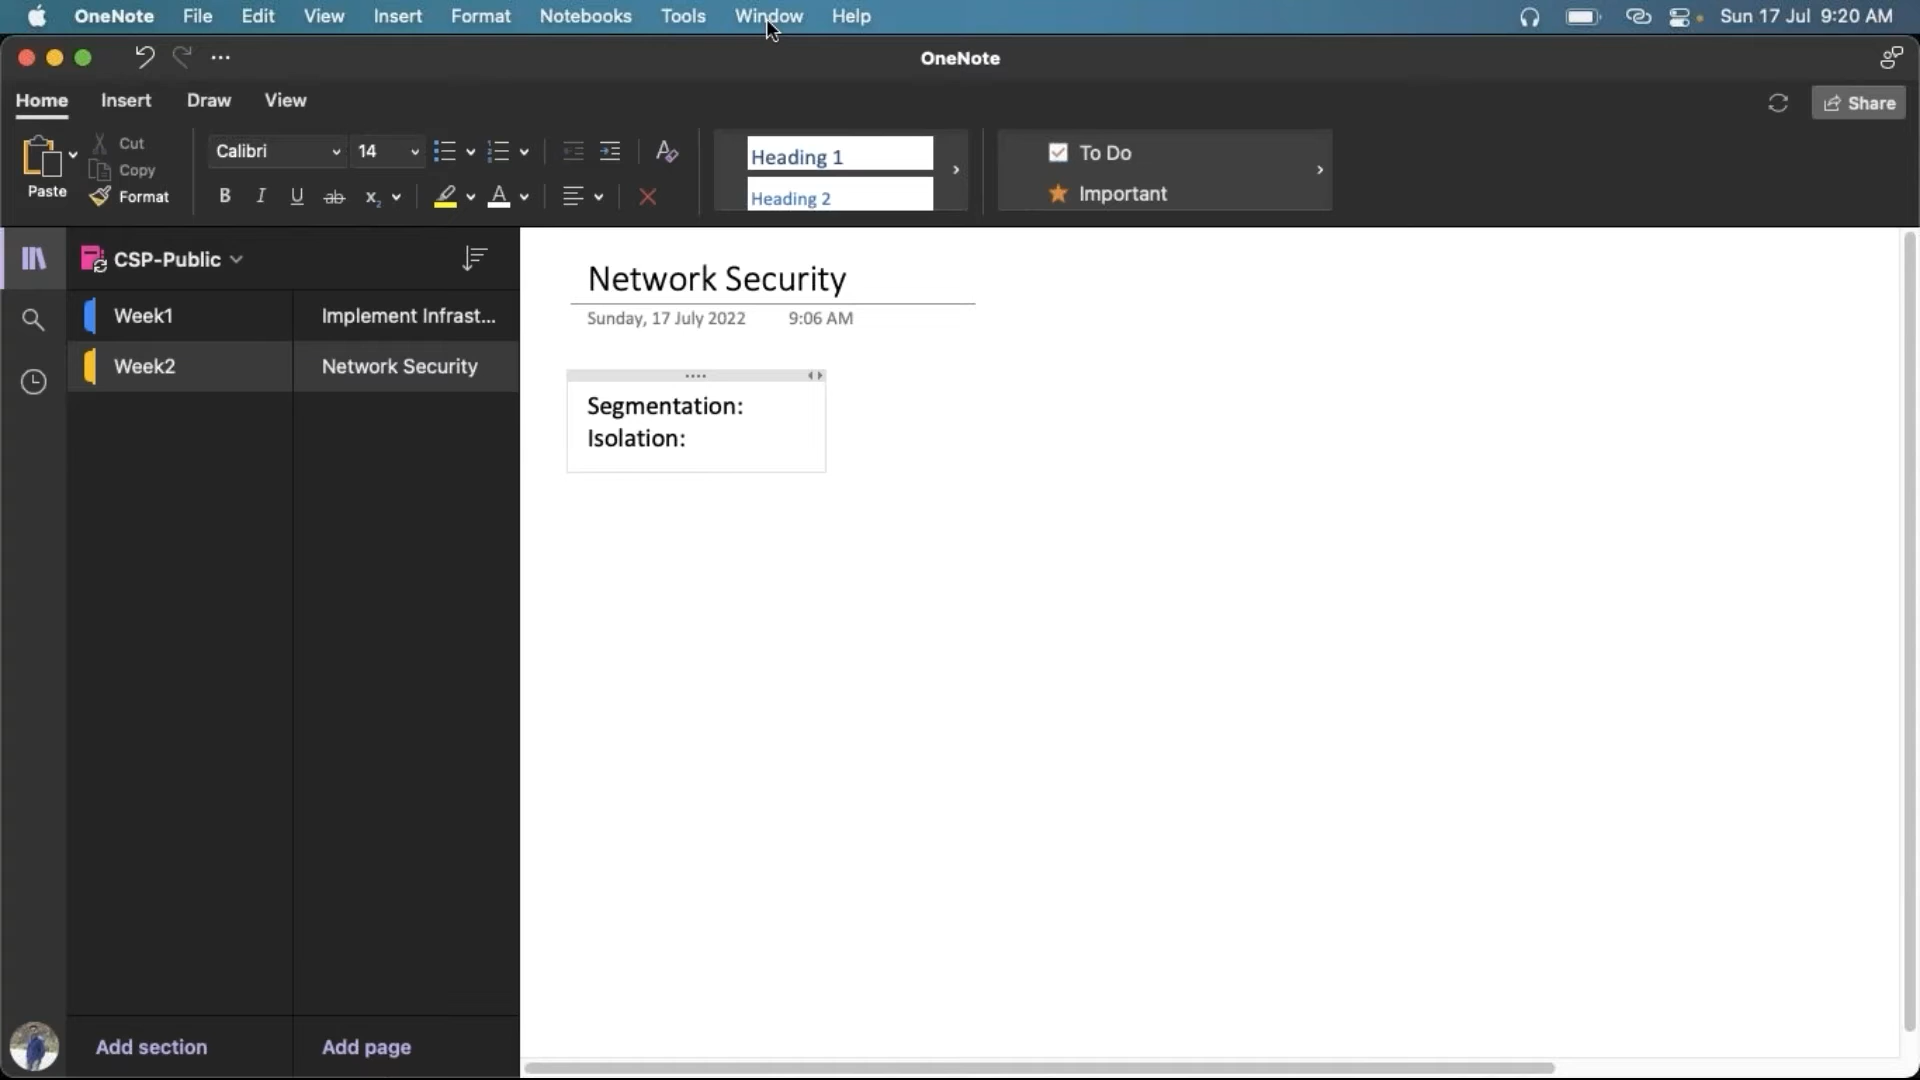 OneNote File Edit View Insert Format Notebooks Tools Window Help Sun 17 Jul 9:20 AM
OneNote
Home Insert Draw View Share
Paste Cut Copy Format
Calibri 14
B I U ab x₂ A
Heading 1
Heading 2
To Do
Important
CSP-Public
Week1 Implement Infrast...
Week2 Network Security
Add section Add page
Network Security
Sunday, 17 July 2022 9:06 AM
Segmentation:
Isolation: